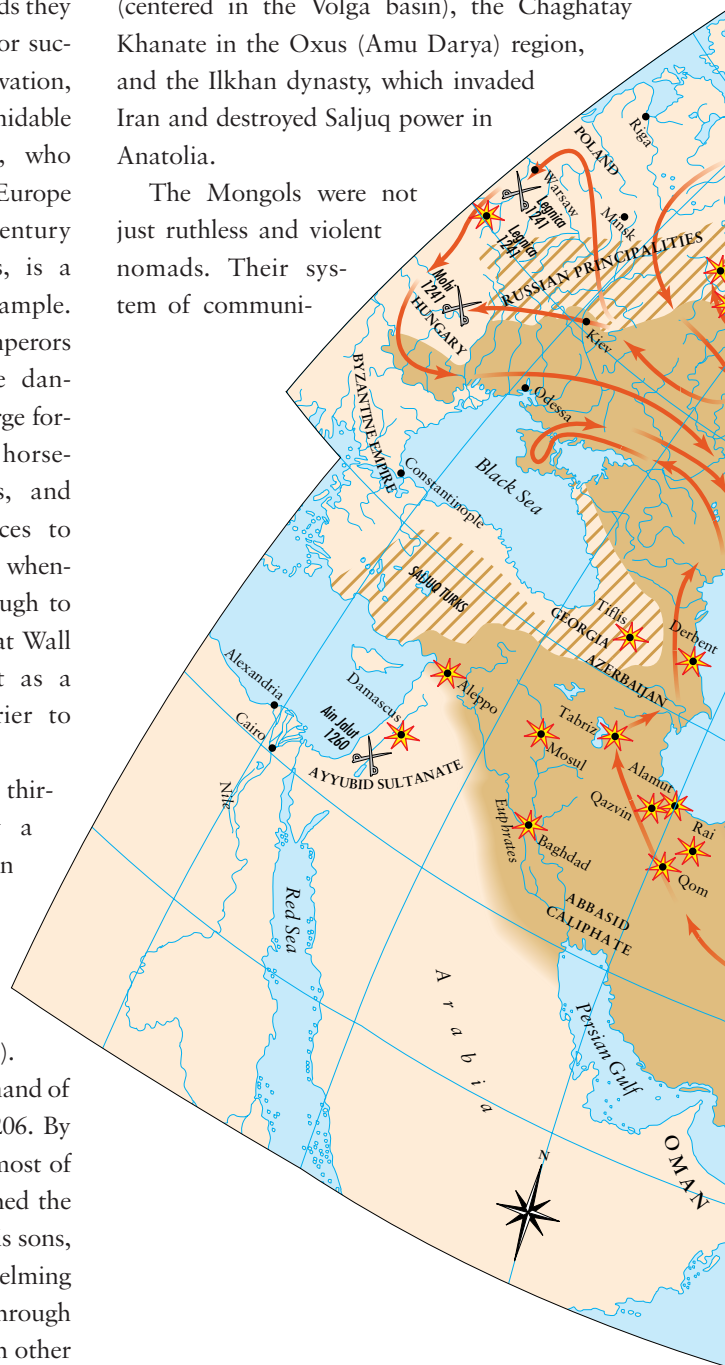 ds they
or suc-
vation,
nidable
, who
Europe
entury
s, is a
ample.
nperors
e dan-
rge for-
horse-
s, and
ces to
when-
ugh to
at Wall
t as a
rier to
thir-
a
n
).
nand of
206. By
most of
ned the
is sons,
elming
hrough
n other
(centered in the Volga basin), the Chaghatay
Khanate in the Oxus (Amu Darya) region,
and the Ilkhan dynasty, which invaded
Iran and destroyed Saljuq power in
Anatolia.
The Mongols were not
just ruthless and violent
nomads. Their sys-
tem of communi-
Riga
POLAND
Warsaw
Minsk
Legnica
1241
Legnica
1241
RUSSIAN PRINCIPALITIES
Mohi
1241
HUNGARY
Kiev
Odessa
BYZANTINE EMPIRE
Constantinople
Black Sea
SALJUQ TURKS
GEORGIA
Tiflis
Derbent
AZERBAIJAN
Alexandria
Cairo
Nile
Damascus
Aleppo
Ain Jalut
1260
AYYUBID SULTANATE
Tabriz
Mosul
Alamut
Qazvin
Rai
Euphrates
Baghdad
Qom
ABBASID
CALIPHATE
Red Sea
Arabia
Persian Gulf
OMAN
N